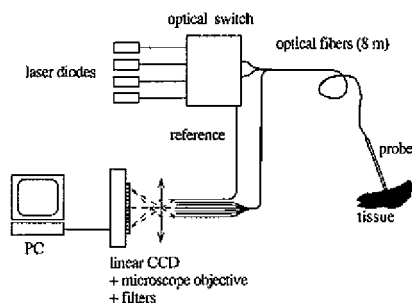 optical switch
optical fibers (8 m)
laser diodes
reference
probe
tissue
PC
linear CCD
+ microscope objective
+ filters